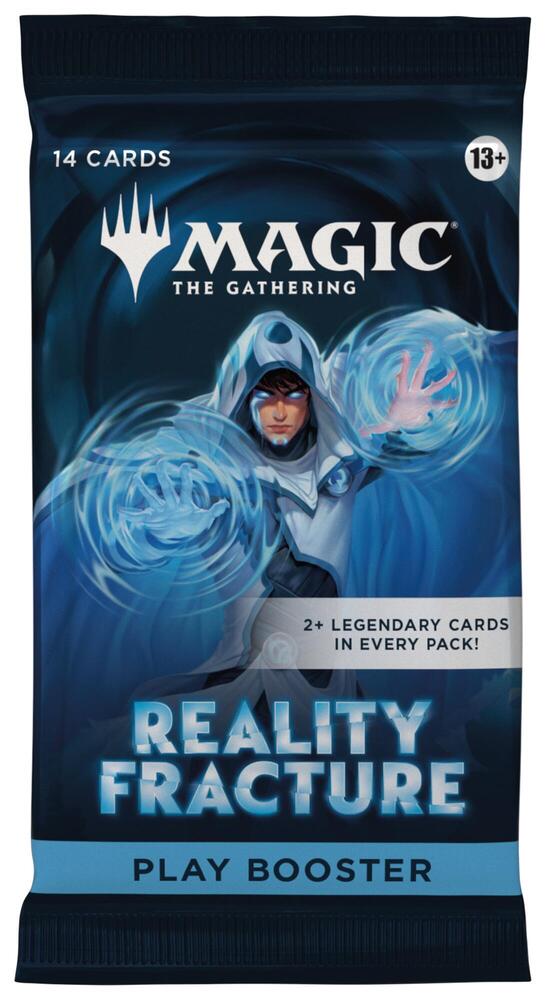 14 CARDS
13+
MAGIC®
THE GATHERING
2+ LEGENDARY CARDS
IN EVERY PACK!
REALITY
FRACTURE
PLAY BOOSTER